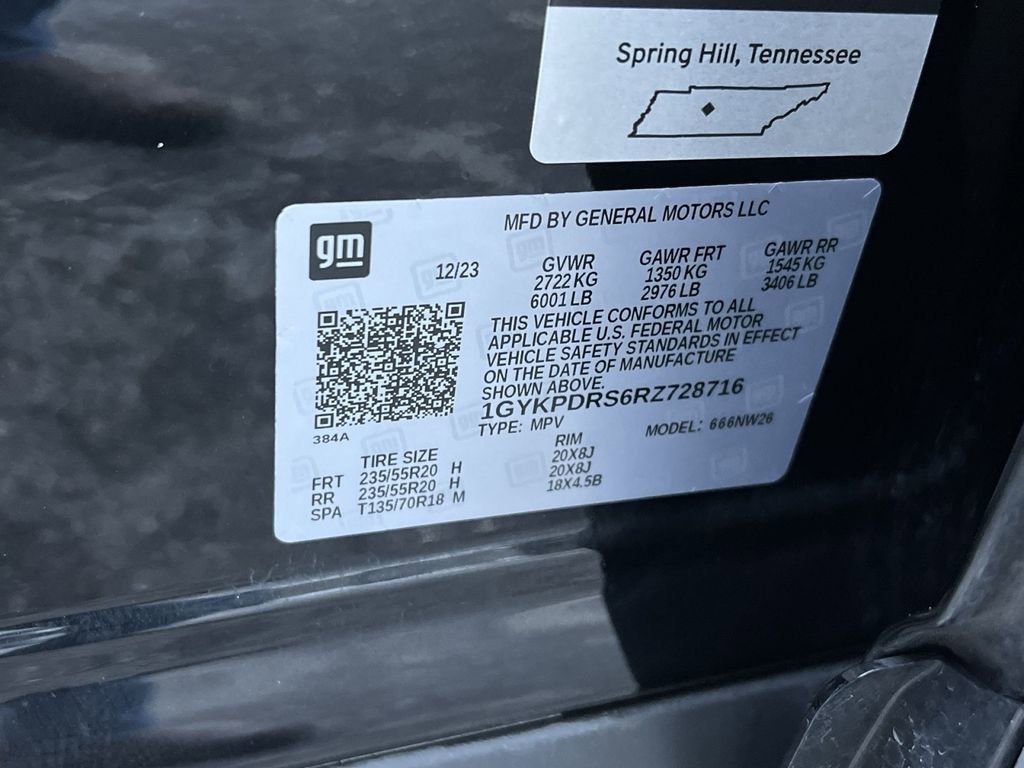 Spring Hill, Tennessee
gm
MFD BY GENERAL MOTORS LLC
12/23
GVWR
2722 KG
6001 LB
GAWR FRT
1350 KG
2976 LB
GAWR RR
1545 KG
3406 LB
THIS VEHICLE CONFORMS TO ALL
APPLICABLE U.S. FEDERAL MOTOR
VEHICLE SAFETY STANDARDS IN EFFECT
ON THE DATE OF MANUFACTURE
SHOWN ABOVE.
1GYKPDRS6RZ728716
TYPE: MPV
MODEL: 666NW26
384A
TIRE SIZE
RIM
FRT 235/55R20 H 20X8J
RR 235/55R20 H 20X8J
SPA T135/70R18 M 18X4.5B